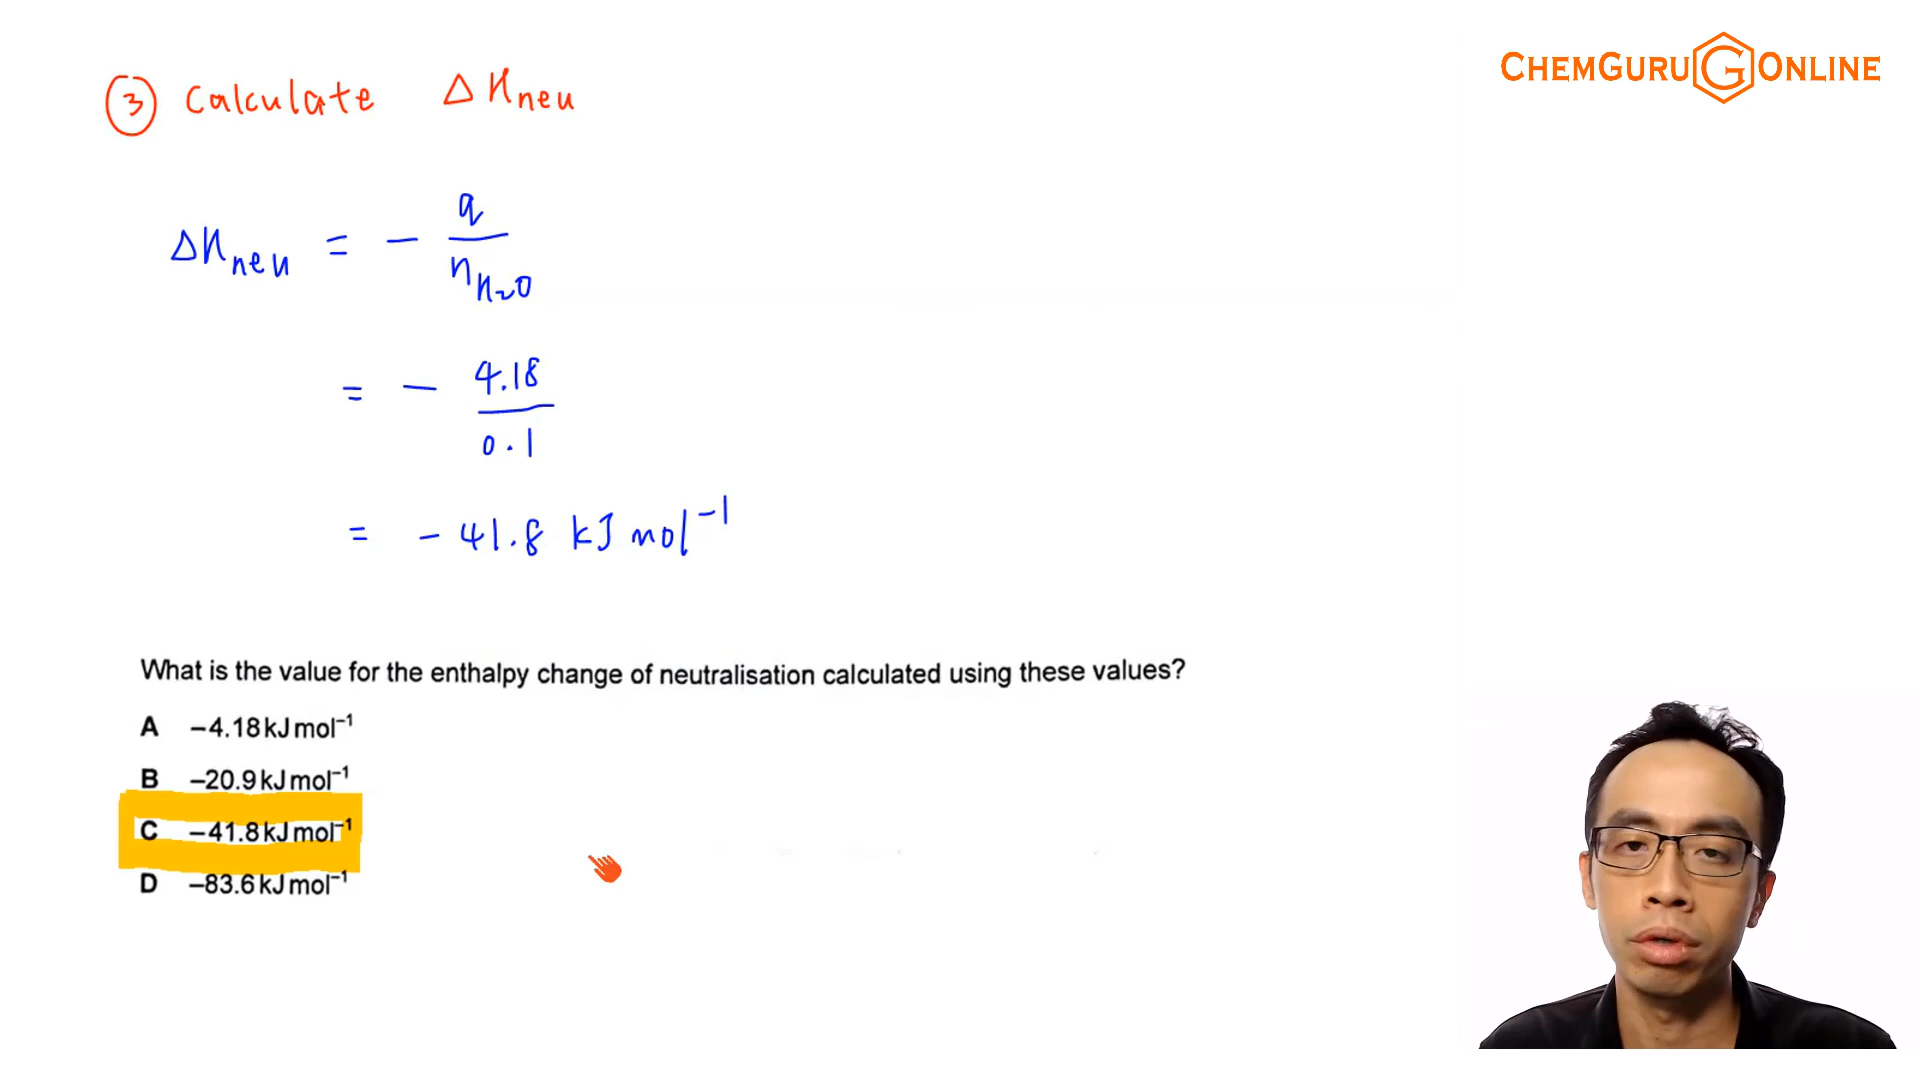 CHEMGURU G ONLINE
③ Calculate ΔHneu
ΔHneu = − q / nH₂O
= − 4.18 / 0.1
= − 41.8 kJ mol⁻¹
What is the value for the enthalpy change of neutralisation calculated using these values?
A −4.18 kJ mol⁻¹
B −20.9 kJ mol⁻¹
C −41.8 kJ mol⁻¹
D −83.6 kJ mol⁻¹